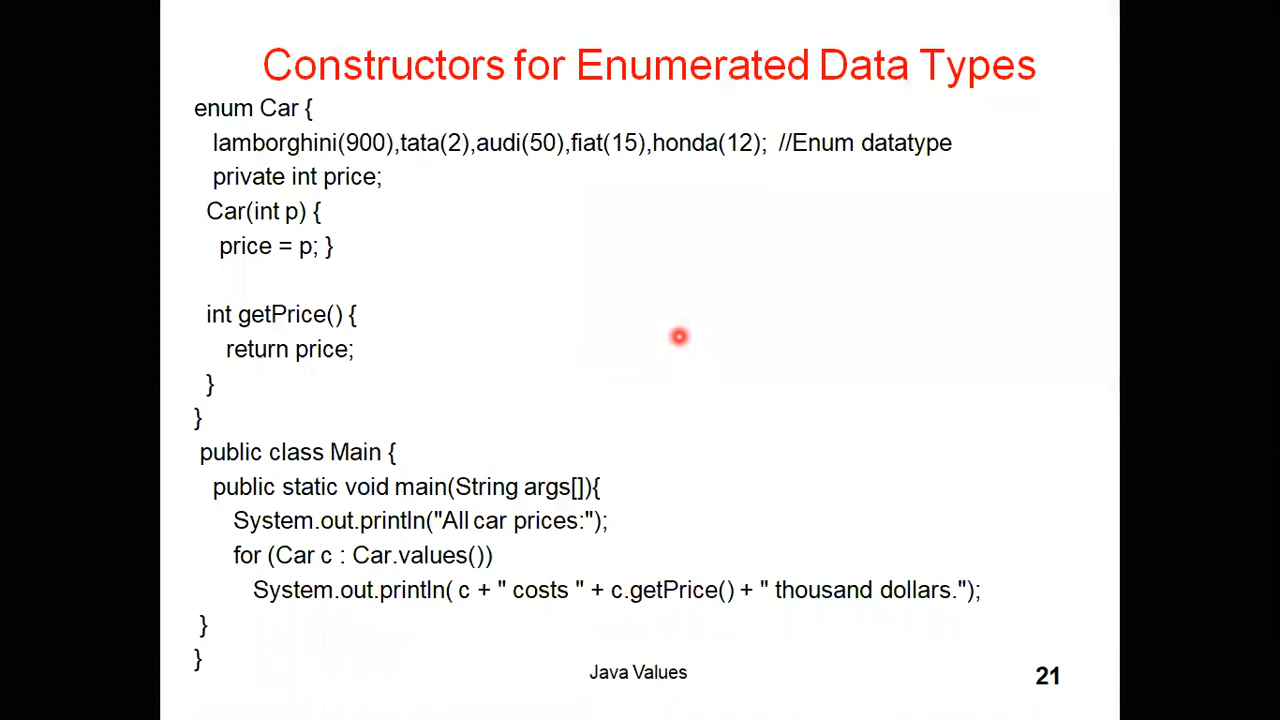 Constructors for Enumerated Data Types
enum Car {
lamborghini(900),tata(2),audi(50),fiat(15),honda(12);  //Enum datatype
private int price;
Car(int p) {
price = p; }
int getPrice() {
return price;
}
}
public class Main {
public static void main(String args[]){
System.out.println("All car prices:");
for (Car c : Car.values())
System.out.println( c + " costs " + c.getPrice() + " thousand dollars.");
}
}
Java Values
21